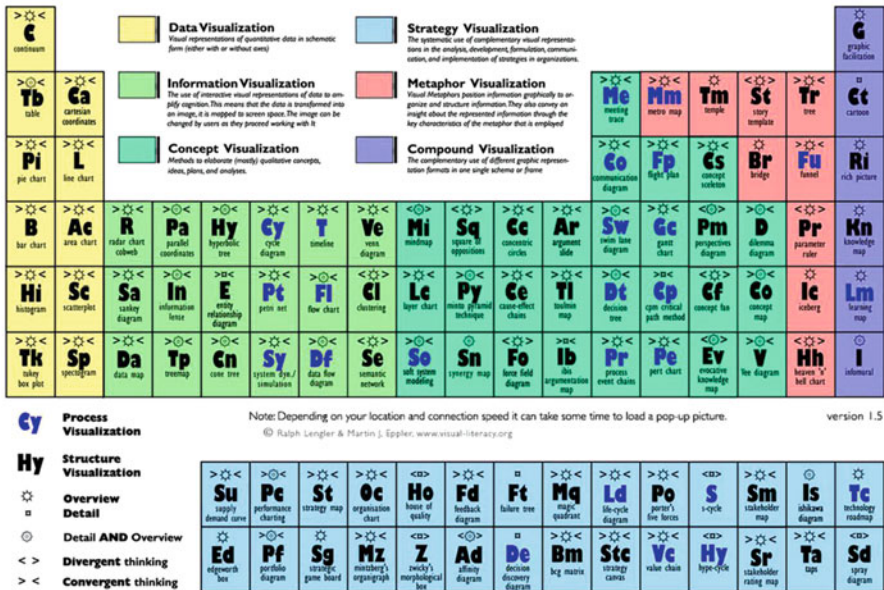 C
continuum
Data Visualization
Visual representations of quantitative data in schematic
form (either with or without axes)
Strategy Visualization
The systematic use of complementary visual representa-
tions in the analysis, development, formulation, communi-
cation, and implementation of strategies in organizations.
G
graphic
facilitation
Tb
table
Ca
cartesian
coordinates
Information Visualization
The use of interactive visual representations of data to am-
plify cognition. This means that the data is transformed into
an image, it is mapped to screen space. The image can be
changed by users as they proceed working with it
Metaphor Visualization
Visual Metaphors position information graphically to or-
ganize and structure information. They also convey an
insight about the represented information through the
key characteristics of the metaphor that is employed
Me
meeting
trace
Mm
metro map
Tm
temple
St
story
template
Tr
tree
Ct
cartoon
Pi
pie chart
L
line chart
Concept Visualization
Methods to elaborate (mostly) qualitative concepts,
ideas, plans, and analyses.
Compound Visualization
The complementary use of different graphic represen-
tation formats in one single schema or frame
Co
communication
diagram
Fp
flight plan
Cs
concept
sceleton
Br
bridge
Fu
funnel
Ri
rich picture
B
bar chart
Ac
area chart
R
radar chart
cobweb
Pa
parallel
coordinates
Hy
hyperbolic
tree
Cy
cycle
diagram
T
timeline
Ve
venn
diagram
Mi
mindmap
Sq
square of
oppositions
Cc
concentric
circles
Ar
argument
slide
Sw
swim lane
diagram
Gc
gantt
chart
Pm
perspectives
diagram
D
dilemma
diagram
Pr
parameter
ruler
Kn
knowledge
map
Hi
histogram
Sc
scatterplot
Sa
sankey
diagram
In
information
lense
E
entity
relationship
diagram
Pt
petri net
Fl
flow chart
Cl
clustering
Lc
layer chart
Py
minto pyramid
technique
Ce
cause-effect
chains
Tl
toulmin
map
Dt
decision
tree
Cp
cpm critical
path method
Cf
concept fan
Co
concept
map
Ic
iceberg
Lm
learning
map
Tk
tukey
box plot
Sp
spectogram
Da
data map
Tp
treemap
Cn
cone tree
Sy
system dyn./
simulation
Df
data flow
diagram
Se
semantic
network
So
soft system
modeling
Sn
synergy map
Fo
force field
diagram
Ib
ibis
argumentation
map
Pr
process
event chains
Pe
pert chart
Ev
evocative
knowledge
map
V
Vee diagram
Hh
heaven 'n'
hell chart
I
infomural
Cy
Process
Visualization
Note: Depending on your location and connection speed it can take some time to load a pop-up picture.
version 1.5
© Ralph Lengler & Martin J. Eppler, www.visual-literacy.org
Hy
Structure
Visualization
Overview
Detail
Detail AND Overview
< > Divergent thinking
> < Convergent thinking
Su
supply
demand curve
Pc
performance
charting
St
strategy map
Oc
organisation
chart
Ho
house of
quality
Fd
feedback
diagram
Ft
failure tree
Mq
magic
quadrant
Ld
life-cycle
diagram
Po
porter's
five forces
S
s-cycle
Sm
stakeholder
map
Is
ishikawa
diagram
Tc
technology
roadmap
Ed
edgeworth
box
Pf
portfolio
diagram
Sg
strategic
game board
Mz
mintzberg's
organigraph
Z
zwicky's
morphological
box
Ad
affinity
diagram
De
decision
discovery
diagram
Bm
bcg matrix
Stc
strategy
canvas
Vc
value chain
Hy
hype-cycle
Sr
stakeholder
rating map
Ta
taps
Sd
spray
diagram